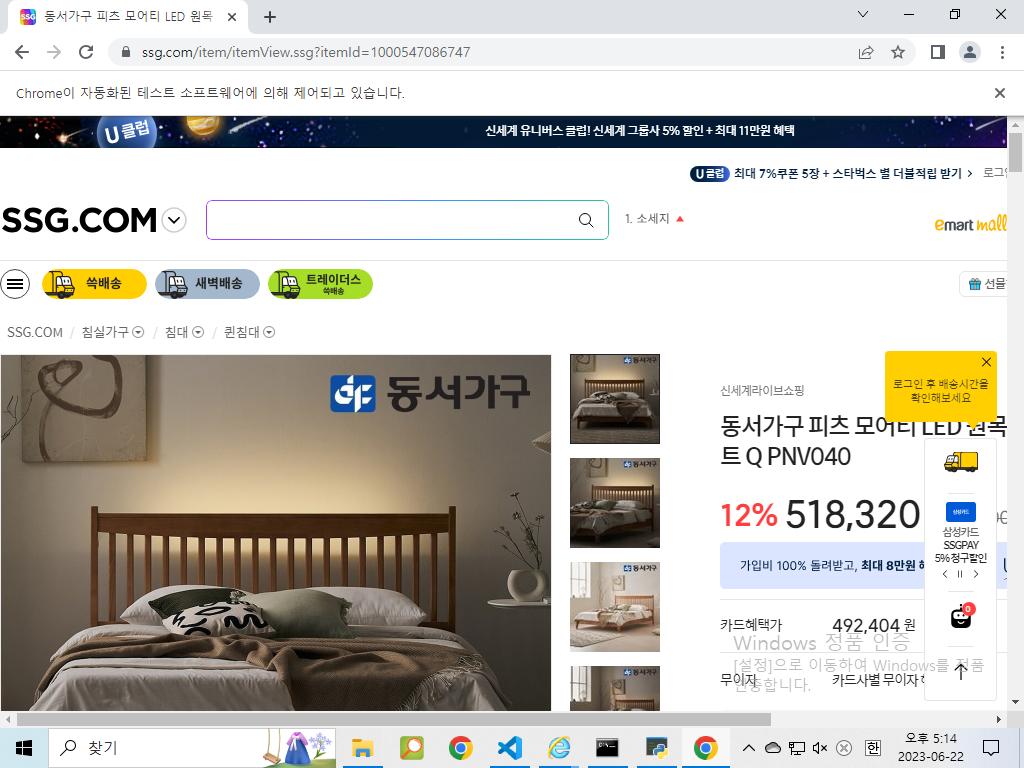 동서가구 피츠 모어티 LED 원목
ssg.com/item/itemView.ssg?itemId=1000547086747
Chrome이 자동화된 테스트 소프트웨어에 의해 제어되고 있습니다.
U 클럽
신세계 유니버스 클럽! 신세계 그룹사 5% 할인 + 최대 11만원 혜택
U 클럽 최대 7%쿠폰 5장 + 스타벅스 별 더블적립 받기
SSG.COM
1. 소세지
emart mall
쓱배송
새벽배송
트레이더스
쓱배송
선물
SSG.COM / 침실가구 / 침대 / 퀸침대
동서가구
로그인 후 배송시간을
확인해보세요
신세계라이브쇼핑
동서가구 피츠 모어티 LED 원목
트 Q PNV040
12% 518,320
삼성카드
SSGPAY
5% 청구할인
가입비 100% 돌려받고, 최대 8만원
카드혜택가 492,404 원
0
무이자 카드사별 무이자
Windows 정품 인증
[설정]으로 이동하여 Windows를 정품
인증합니다.
찾기
한
오후 5:14
2023-06-22